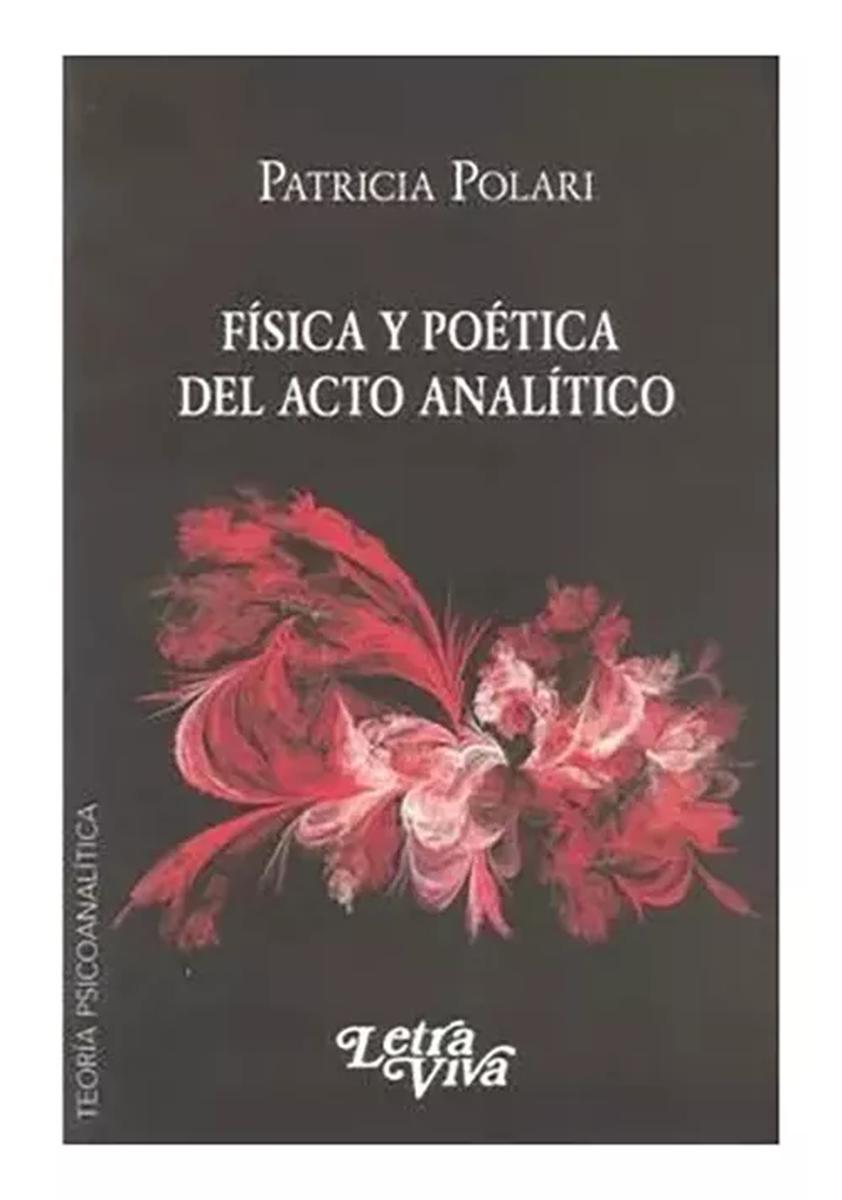 PATRICIA POLARI
FÍSICA Y POÉTICA
DEL ACTO ANALÍTICO
TEORÍA PSICOANALÍTICA
Letra
Viva